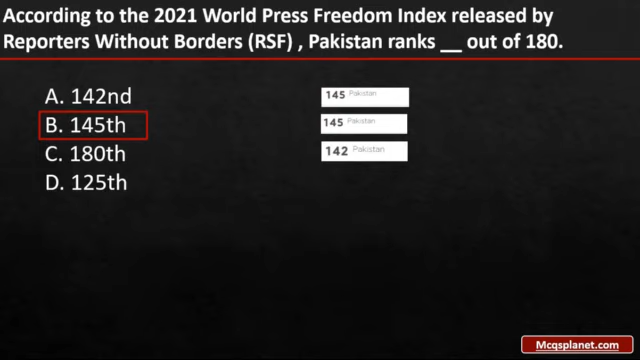 According to the 2021 World Press Freedom Index released by
Reporters Without Borders (RSF) , Pakistan ranks __ out of 180.
A. 142nd
145 Pakistan
B. 145th
145 Pakistan
C. 180th
142 Pakistan
D. 125th
Mcqsplanet.com